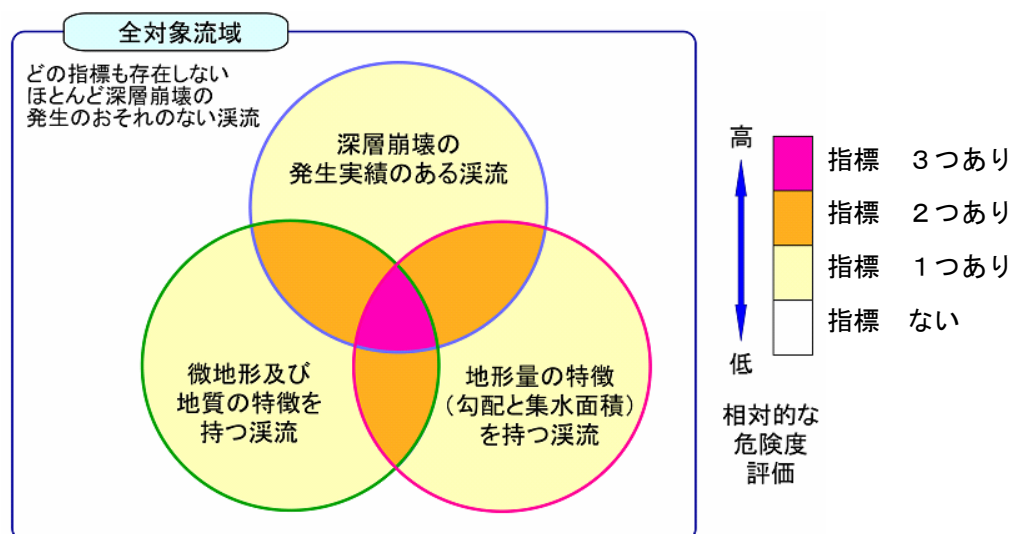 全対象流域
どの指標も存在しない
ほとんど深層崩壊の
発生のおそれのない渓流
深層崩壊の
発生実績のある渓流
微地形及び
地質の特徴を
持つ渓流
地形量の特徴
（勾配と集水面積）
を持つ渓流
高
低
指標　３つあり
指標　２つあり
指標　１つあり
指標　ない
相対的な
危険度
評価